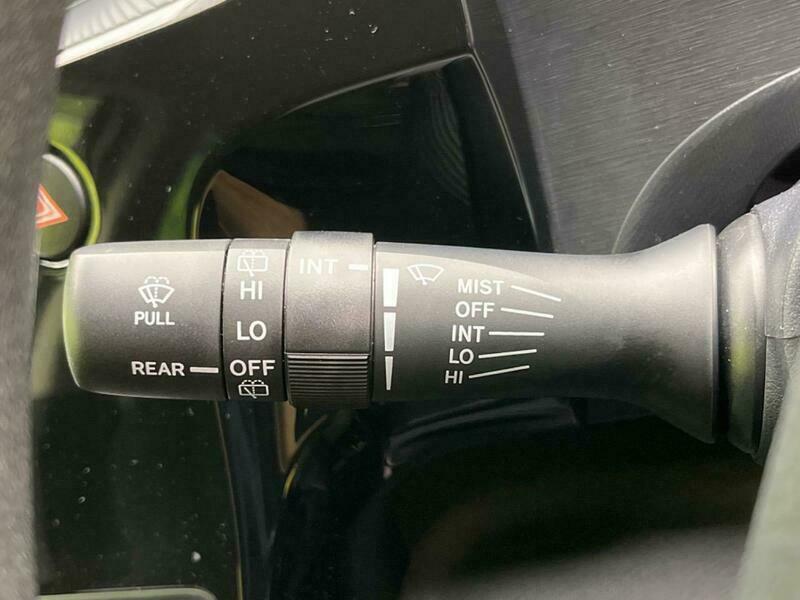 PULL
REAR
HI
LO
OFF
INT
MIST
OFF
INT
LO
HI